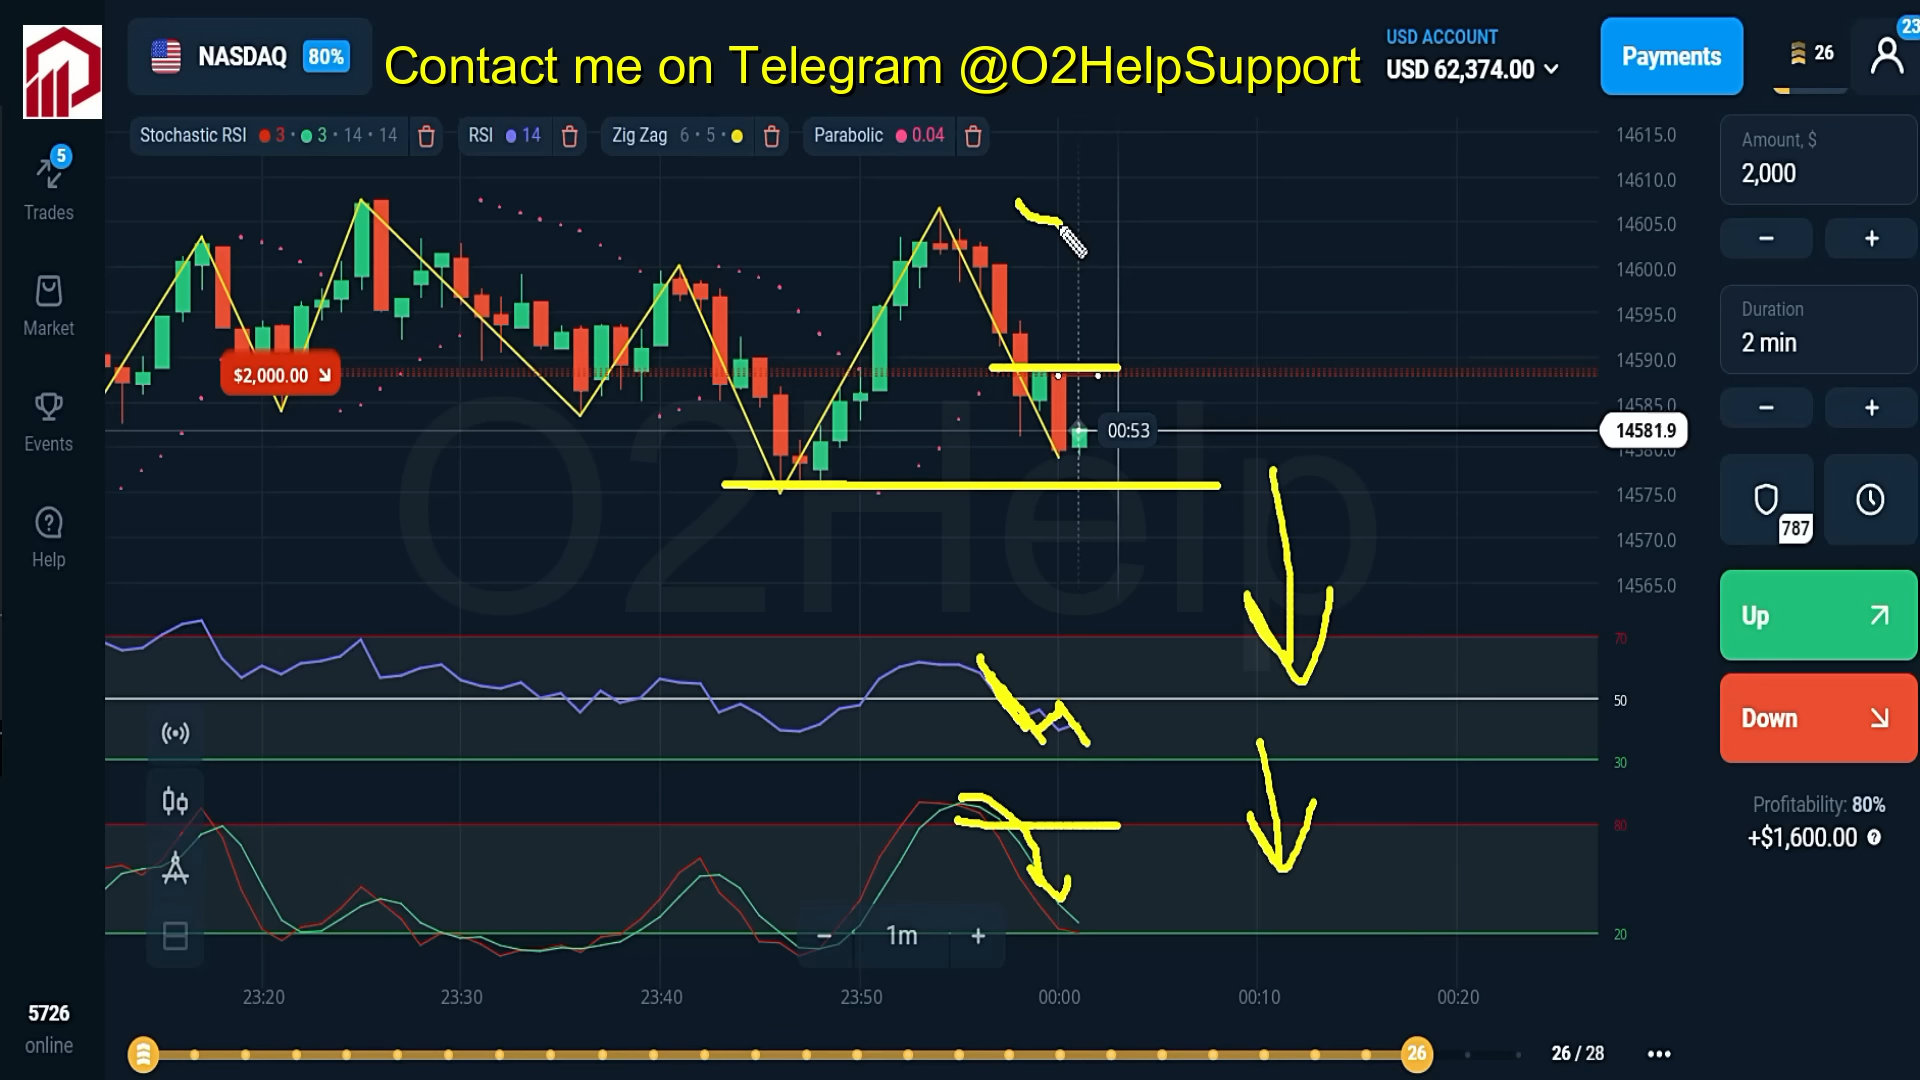 NASDAQ 80%
Contact me on Telegram @O2HelpSupport
USD ACCOUNT
USD 62,374.00
Payments
26
23
Stochastic RSI 3 · 3 · 14 · 14
RSI 14
Zig Zag 6 · 5 ·
Parabolic 0.04
5
Trades
Market
Events
Help
$2,000.00
00:53
O2Help
14615.0
14610.0
14605.0
14600.0
14595.0
14590.0
14585.0
14581.9
14580.0
14575.0
14570.0
14565.0
70
50
30
80
20
1m
23:20
23:30
23:40
23:50
00:00
00:10
00:20
Amount, $
2,000
Duration
2 min
787
Up
Down
Profitability: 80%
+$1,600.00
5726
online
26
26 / 28